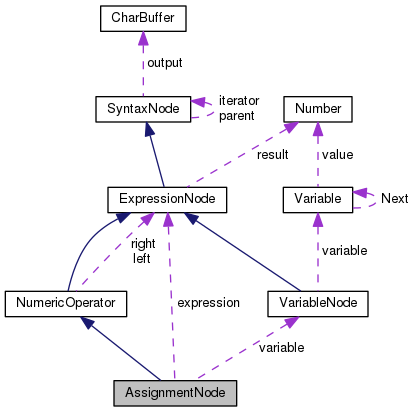 CharBuffer
output
SyntaxNode
iterator
parent
Number
result
value
ExpressionNode
Variable
Next
right
left
variable
NumericOperator
expression
VariableNode
variable
AssignmentNode